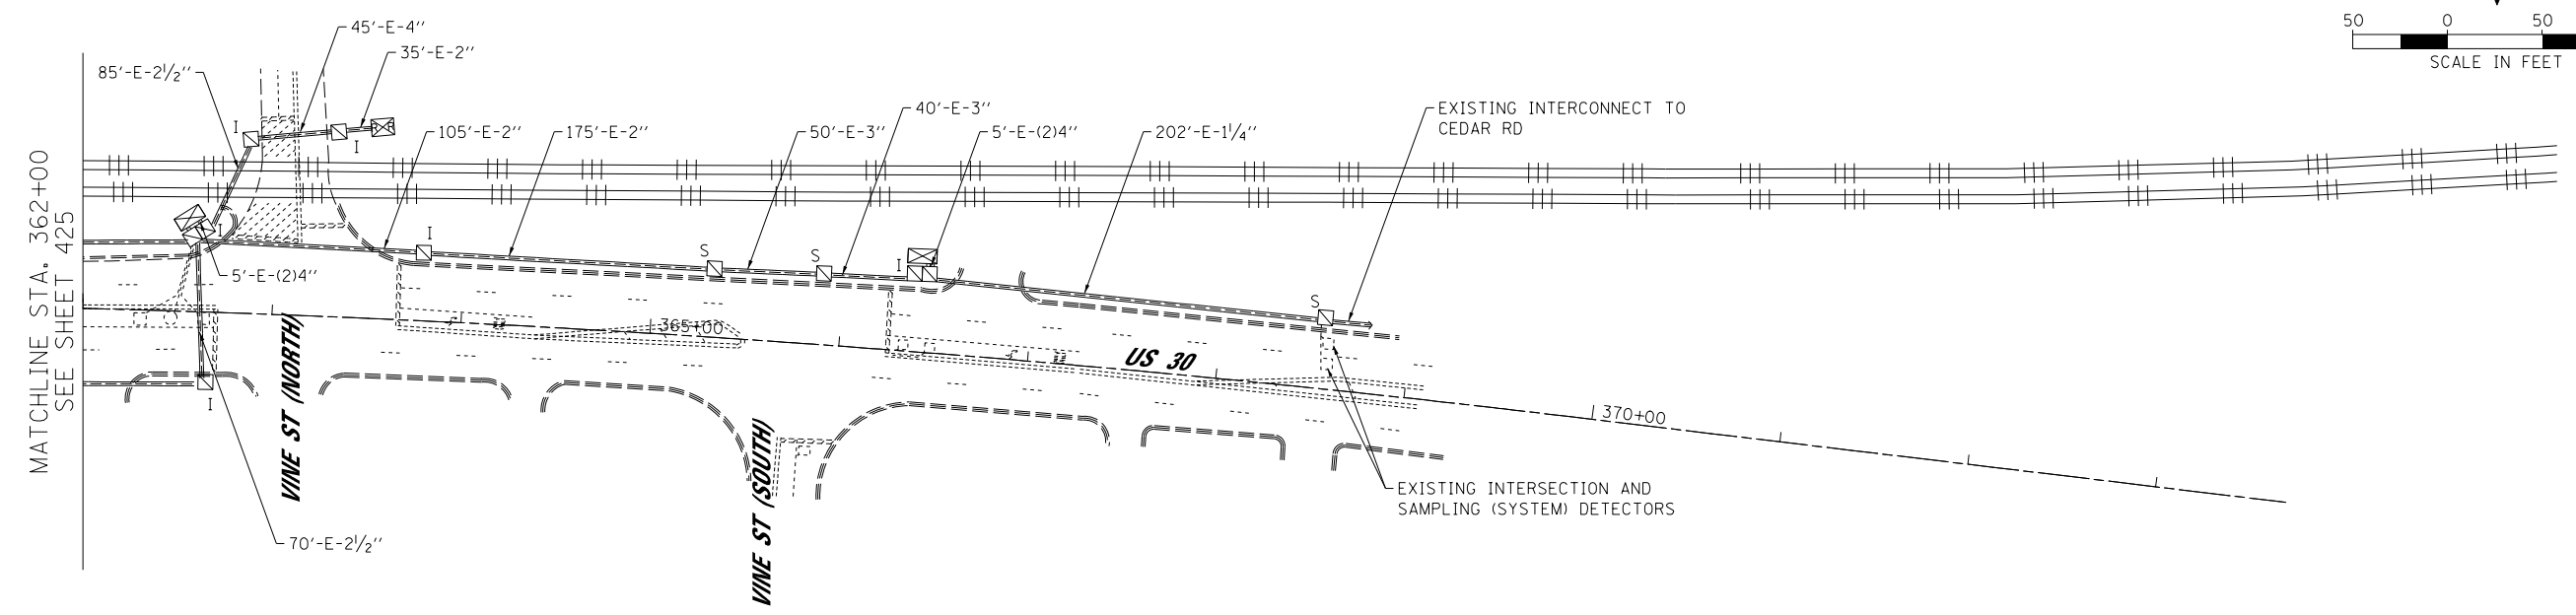 45'-E-4''
50 0 50
SCALE IN FEET
35'-E-2''
85'-E-2½''
I
I
40'-E-3''
EXISTING INTERCONNECT TO
CEDAR RD
105'-E-2''
175'-E-2''
50'-E-3''
5'-E-(2)4''
202'-E-1¼''
MATCHLINE STA. 362+00
SEE SHEET 425
I
I
S
S
I
5'-E-(2)4''
S
365+00
US 30
VINE ST (NORTH)
I
370+00
VINE ST (SOUTH)
EXISTING INTERSECTION AND
SAMPLING (SYSTEM) DETECTORS
70'-E-2½''